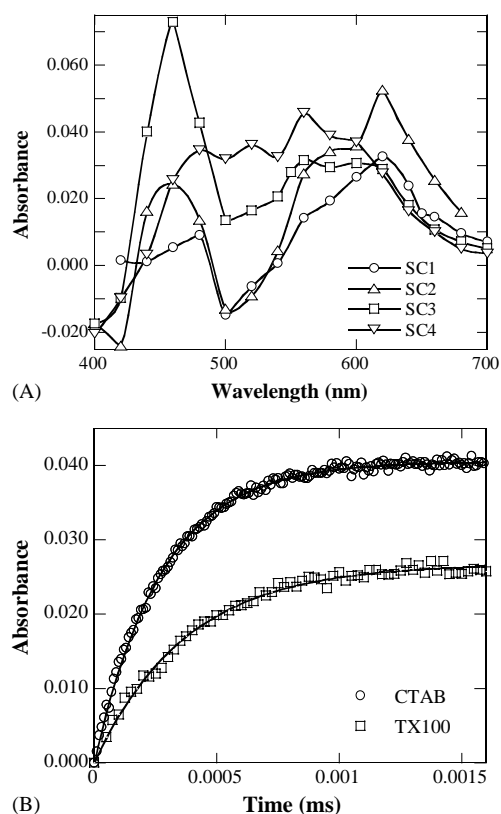 0.060
0.040
0.020
0.000
-0.020
Absorbance
SC1
SC2
SC3
SC4
400
500
600
700
(A)
Wavelength (nm)
0.040
0.030
0.020
0.010
0.000
Absorbance
CTAB
TX100
0
0.0005
0.001
0.0015
(B)
Time (ms)